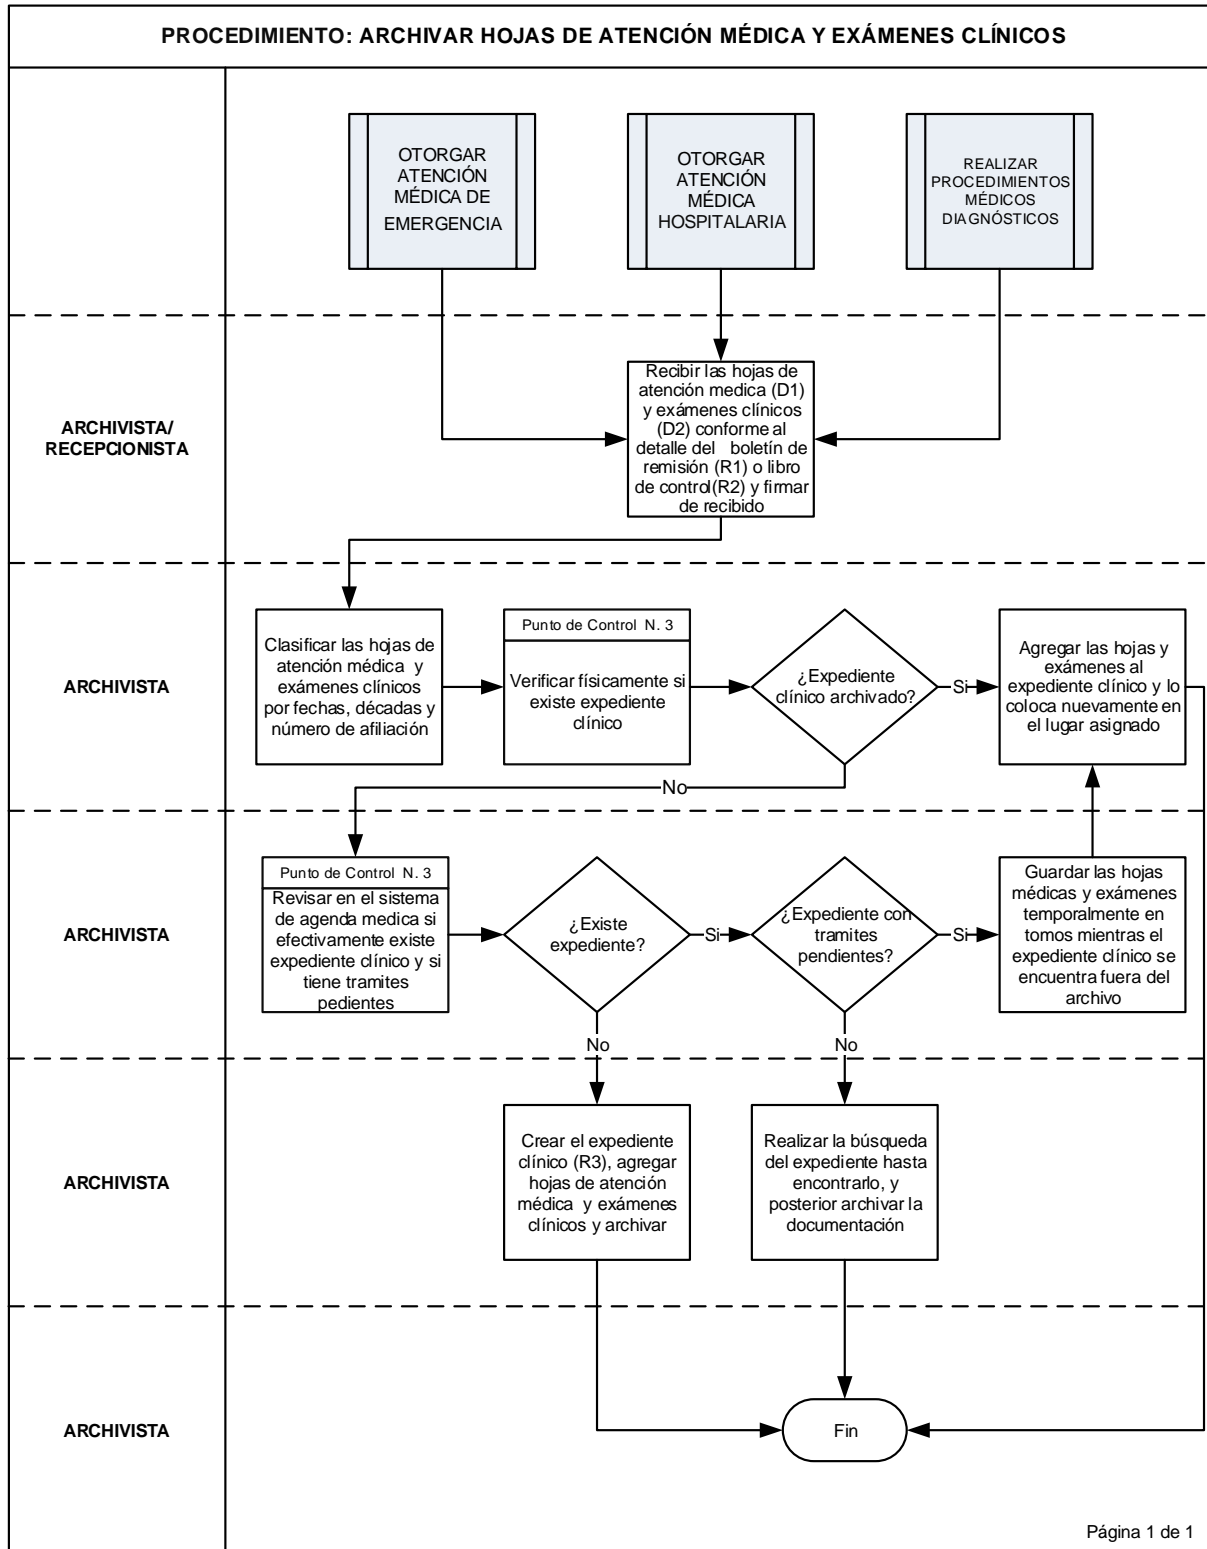 PROCEDIMIENTO: ARCHIVAR HOJAS DE ATENCIÓN MÉDICA Y EXÁMENES CLÍNICOS
OTORGAR
ATENCIÓN
MÉDICA DE
EMERGENCIA
OTORGAR
ATENCIÓN
MÉDICA
HOSPITALARIA
REALIZAR
PROCEDIMIENTOS
MÉDICOS
DIAGNÓSTICOS
ARCHIVISTA/
RECEPCIONISTA
Recibir las hojas de
atención medica (D1)
y exámenes clínicos
(D2) conforme al
detalle del boletín de
remisión (R1) o libro
de control(R2) y firmar
de recibido
ARCHIVISTA
Clasificar las hojas de
atención médica y
exámenes clínicos
por fechas, décadas y
número de afiliación
Punto de Control N. 3
Verificar físicamente si
existe expediente
clínico
¿Expediente
clínico archivado?
Si
Agregar las hojas y
exámenes al
expediente clínico y lo
coloca nuevamente en
el lugar asignado
No
ARCHIVISTA
Punto de Control N. 3
Revisar en el sistema
de agenda medica si
efectivamente existe
expediente clínico y si
tiene tramites
pedientes
¿Existe
expediente?
Si
¿Expediente con
tramites
pendientes?
Si
Guardar las hojas
médicas y exámenes
temporalmente en
tomos mientras el
expediente clínico se
encuentra fuera del
archivo
No
No
ARCHIVISTA
Crear el expediente
clínico (R3), agregar
hojas de atención
médica y exámenes
clínicos y archivar
Realizar la búsqueda
del expediente hasta
encontrarlo, y
posterior archivar la
documentación
ARCHIVISTA
Fin
Página 1 de 1